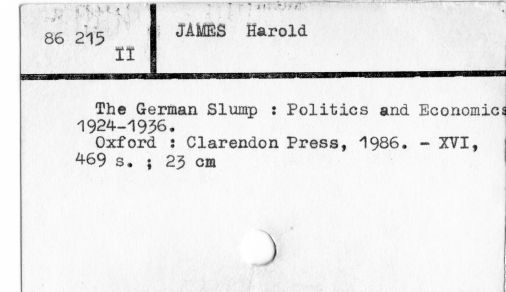 86 215
II
JAMES Harold
The German Slump : Politics and Economics
1924-1936.
Oxford : Clarendon Press, 1986. - XVI,
469 s. ; 23 cm